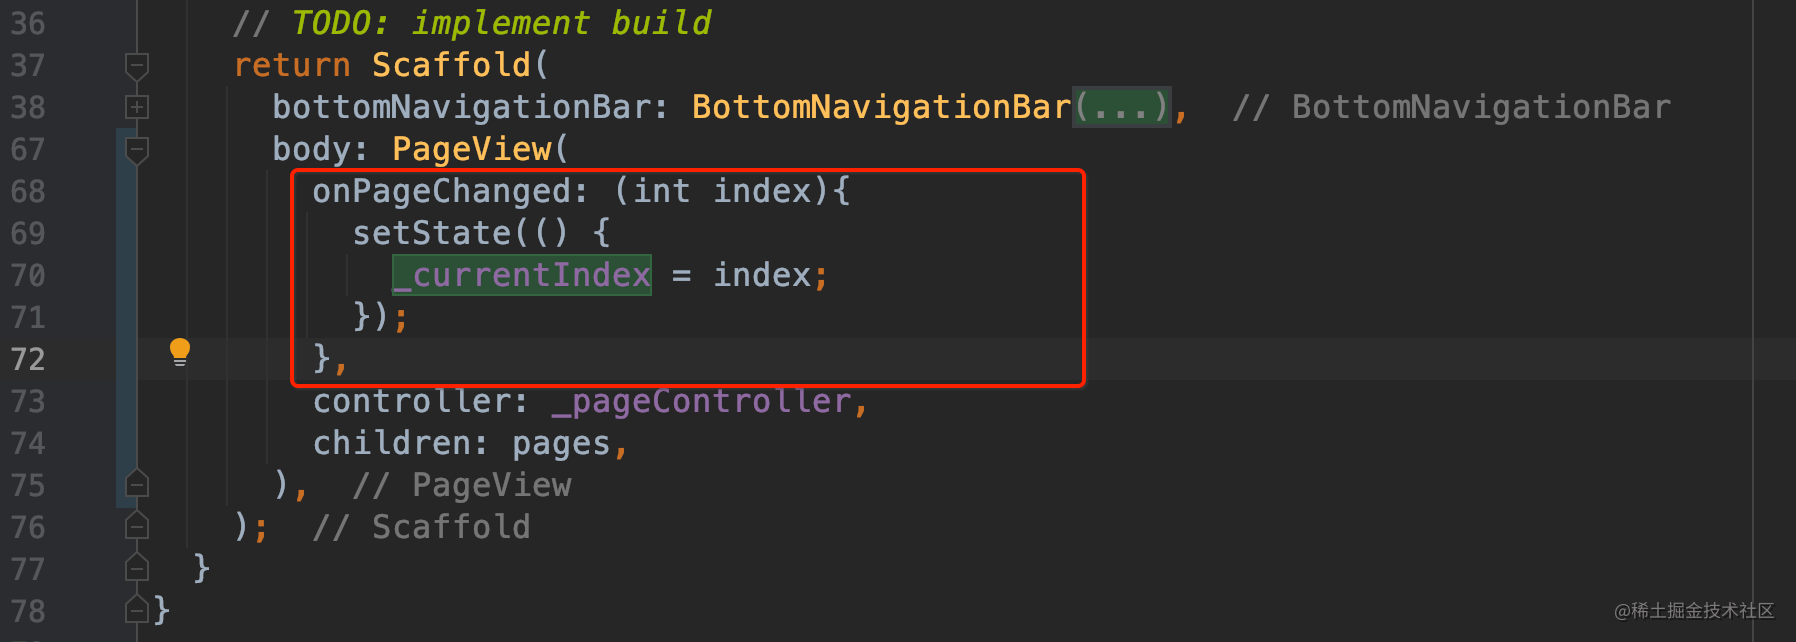 36 // TODO: implement build
37 return Scaffold(
38 bottomNavigationBar: BottomNavigationBar(...), // BottomNavigationBar
67 body: PageView(
68 onPageChanged: (int index){
69 setState(() {
70 _currentIndex = index;
71 });
72 },
73 controller: _pageController,
74 children: pages,
75 ), // PageView
76 ); // Scaffold
77 }
78 }
@稀土掘金技术社区